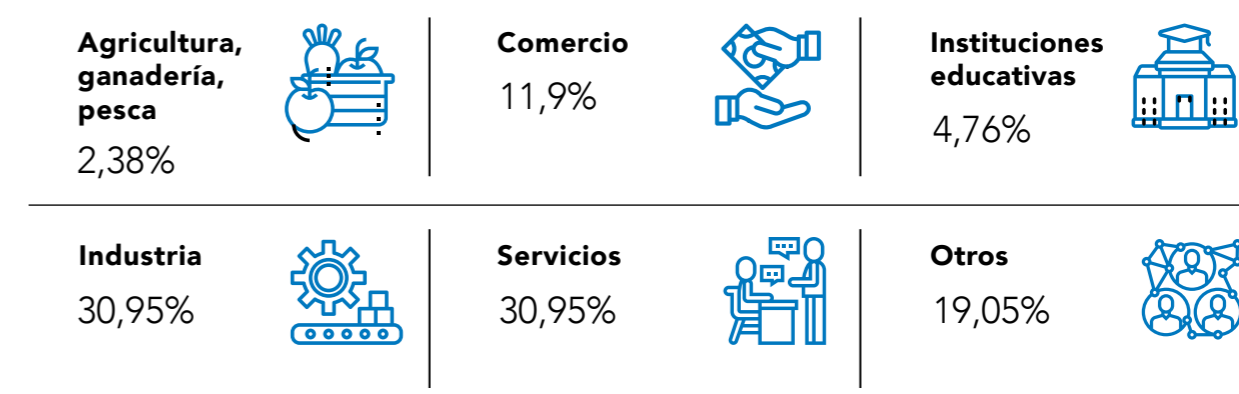 Agricultura,
ganadería,
pesca
2,38%
Comercio
11,9%
Instituciones
educativas
4,76%
Industria
30,95%
Servicios
30,95%
Otros
19,05%